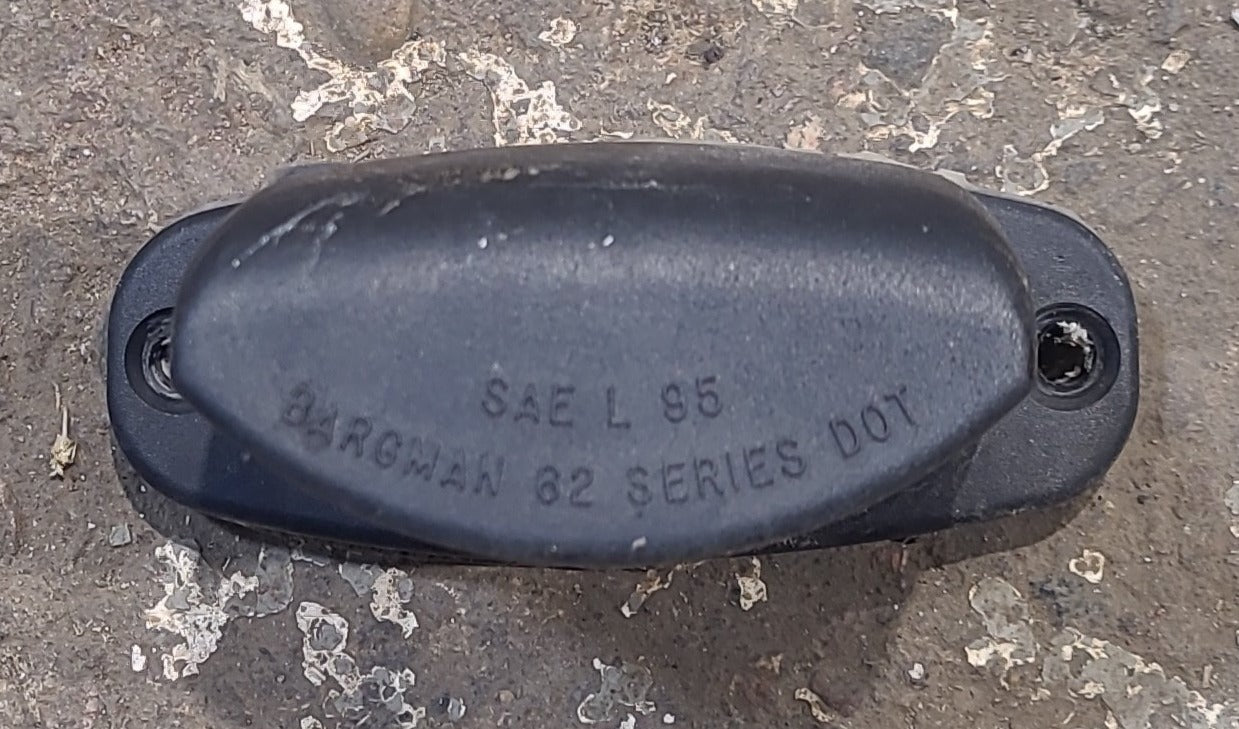 SAE L 95
BARGMAN 62 SERIES DOT